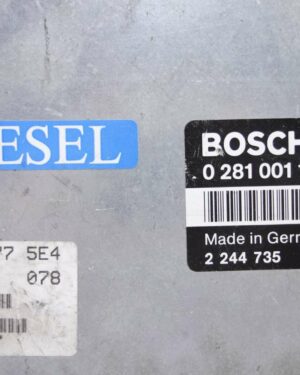 ESEL
BOSCH
0 281 001
Made in Germ
2 244 735
77 5E4
078